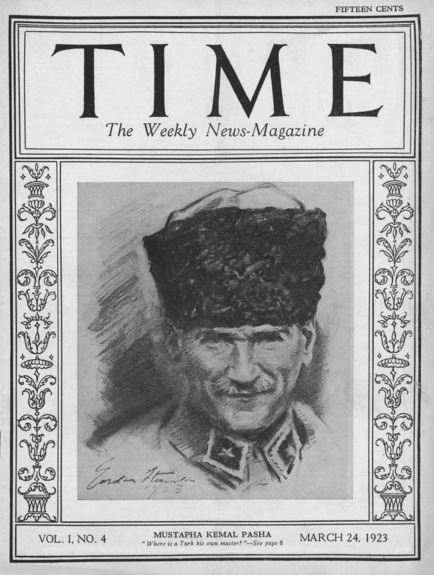 FIFTEEN CENTS
TIME
The Weekly News-Magazine
1923
VOL. I, NO. 4
MUSTAPHA KEMAL PASHA
"Where is a Turk his own master?"—See page 8
MARCH 24, 1923